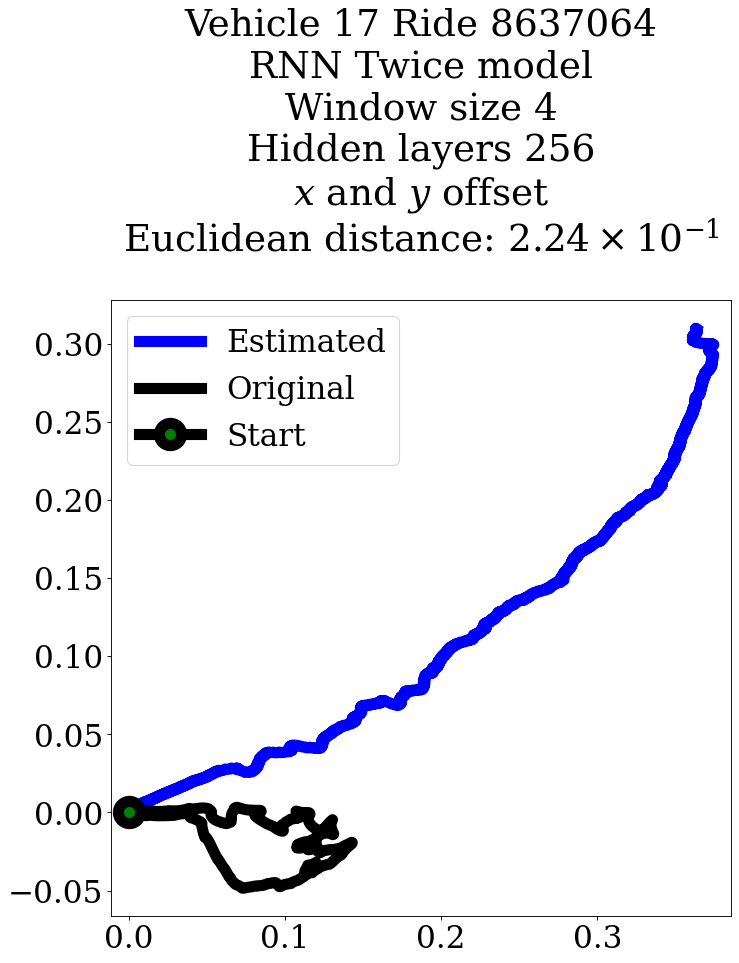 Vehicle 17 Ride 8637064
RNN Twice model
Window size 4
Hidden layers 256
x and y offset
Euclidean distance: 2.24 × 10⁻¹
Estimated
Original
Start
0.30
0.25
0.20
0.15
0.10
0.05
0.00
−0.05
0.0 0.1 0.2 0.3